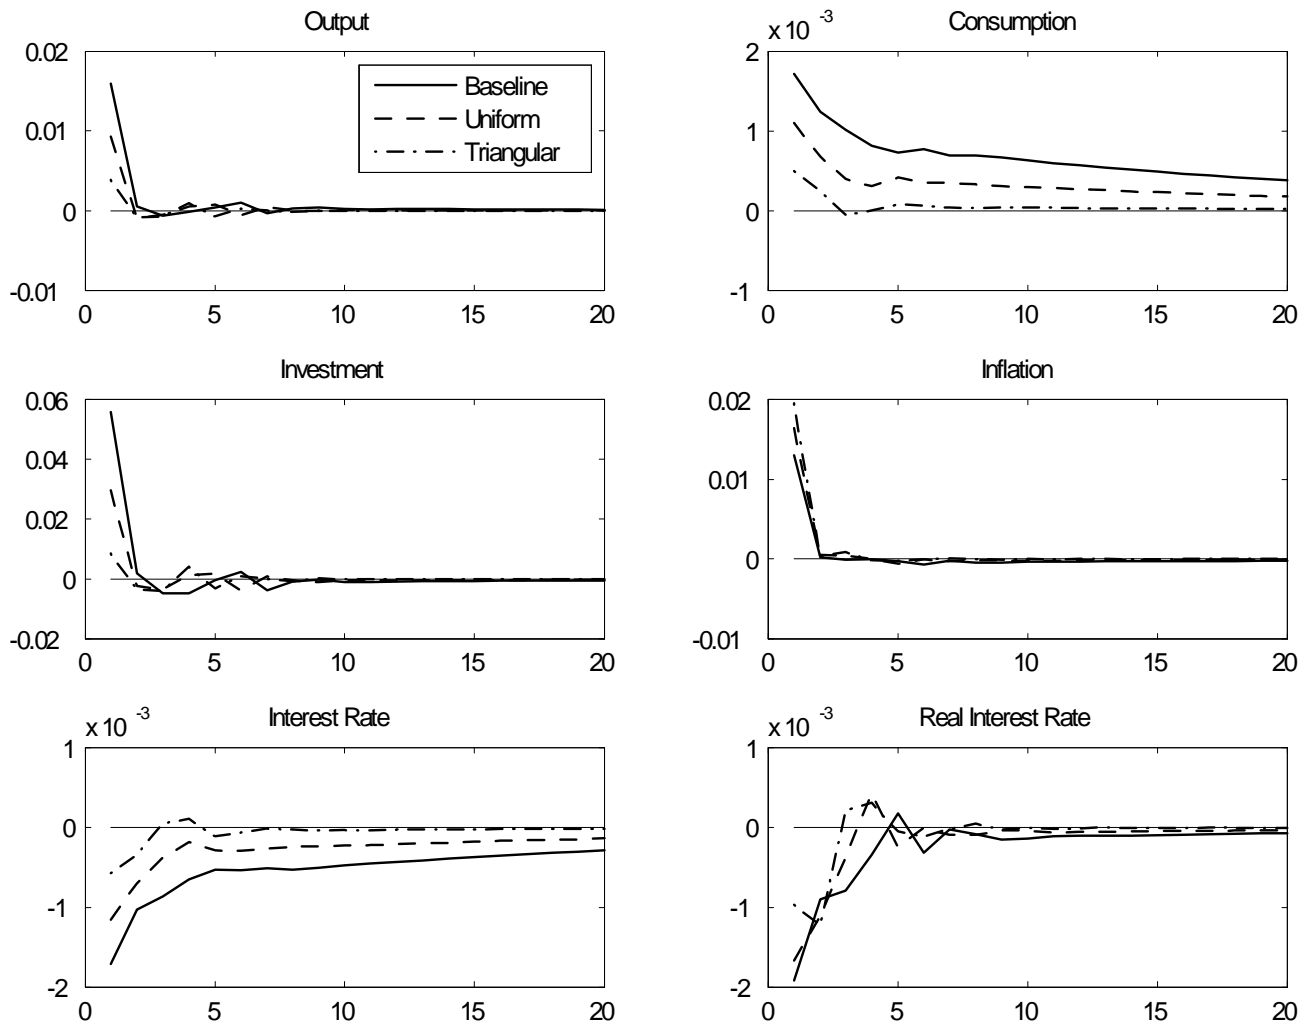 Output
0.02
0.01
0
-0.01
0 5 10 15 20
Baseline
Uniform
Triangular
Consumption
x 10 -3
2
1
0
-1
0 5 10 15 20
Investment
0.06
0.04
0.02
0
-0.02
0 5 10 15 20
Inflation
0.02
0.01
0
-0.01
0 5 10 15 20
Interest Rate
x 10 -3
1
0
-1
-2
0 5 10 15 20
Real Interest Rate
x 10 -3
1
0
-1
-2
0 5 10 15 20